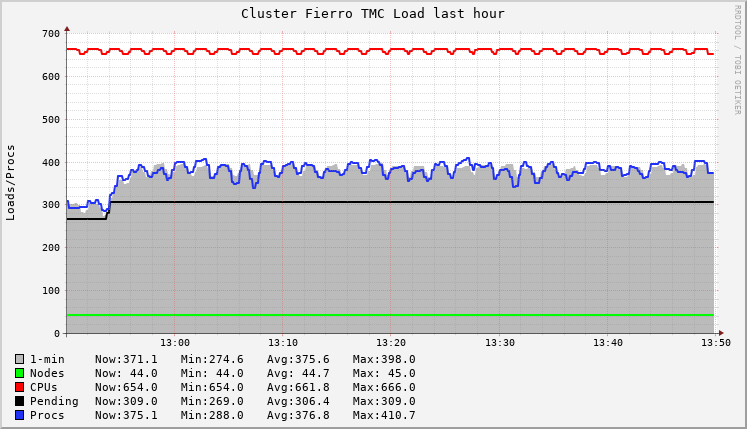 Cluster Fierro TMC Load last hour
RRDTOOL / TOBI OETIKER
Loads/Procs
700
600
500
400
300
200
100
0
13:00 13:10 13:20 13:30 13:40 13:50
1-min Now:371.1 Min:274.6 Avg:375.6 Max:398.0
Nodes Now: 44.0 Min: 44.0 Avg: 44.7 Max: 45.0
CPUs Now:654.0 Min:654.0 Avg:661.8 Max:666.0
Pending Now:309.0 Min:269.0 Avg:306.4 Max:309.0
Procs Now:375.1 Min:288.0 Avg:376.8 Max:410.7